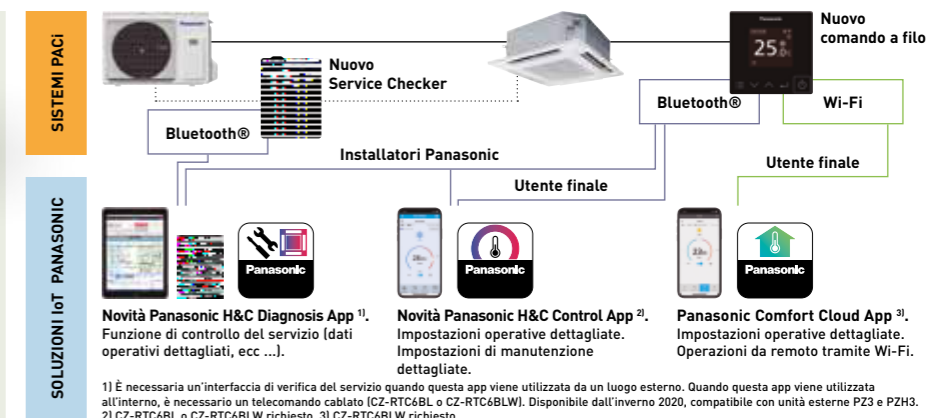 SISTEMI PACi
Panasonic
Nuovo
Service Checker
Panasonic
25
Nuovo
comando a filo
Bluetooth®
Bluetooth®
Wi-Fi
Installatori Panasonic
Utente finale
Utente finale
SOLUZIONI IoT PANASONIC
Panasonic
Panasonic
Panasonic
Novità Panasonic H&C Diagnosis App 1).
Funzione di controllo del servizio (dati
operativi dettagliati, ecc ...).
Novità Panasonic H&C Control App 2).
Impostazioni operative dettagliate.
Impostazioni di manutenzione
dettagliate.
Panasonic Comfort Cloud App 3).
Impostazioni operative dettagliate.
Operazioni da remoto tramite Wi-Fi.
1) È necessaria un'interfaccia di verifica del servizio quando questa app viene utilizzata da un luogo esterno. Quando questa app viene utilizzata
all'interno, è necessario un telecomando cablato (CZ-RTC6BL o CZ-RTC6BLW). Disponibile dall'inverno 2020, compatibile con unità esterne PZ3 e PZH3.
2) CZ-RTC6BL o CZ-RTC6BLW richiesto. 3) CZ-RTC6BLW richiesto.